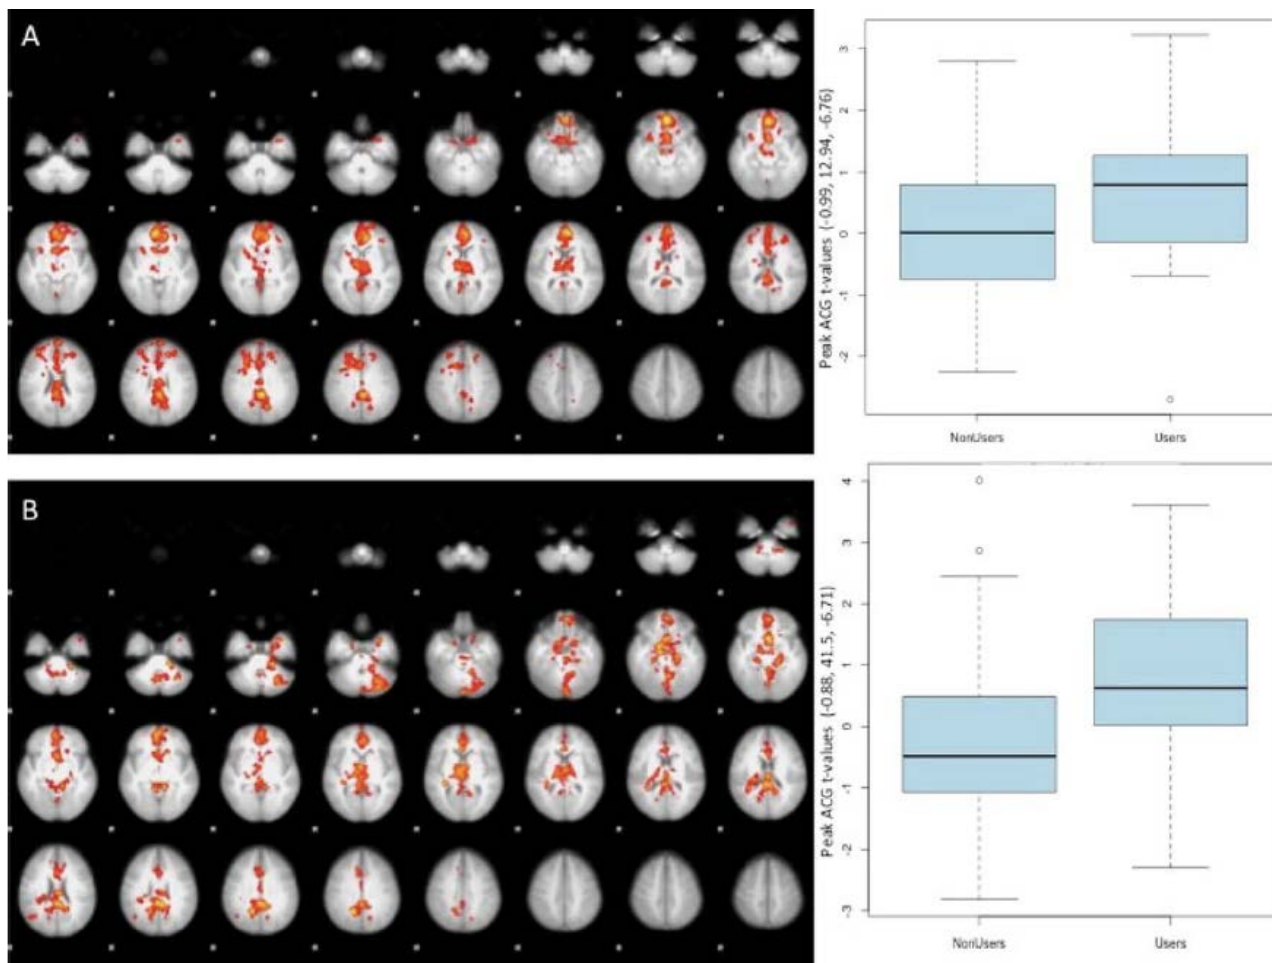 A
Peak ACG t-values (-0.99, 12.94, -6.76)
3
2
1
0
-1
-2
NonUsers Users
B
Peak ACG t-values (-0.88, 41.5, -6.71)
4
3
2
1
0
-1
-2
-3
NonUsers Users